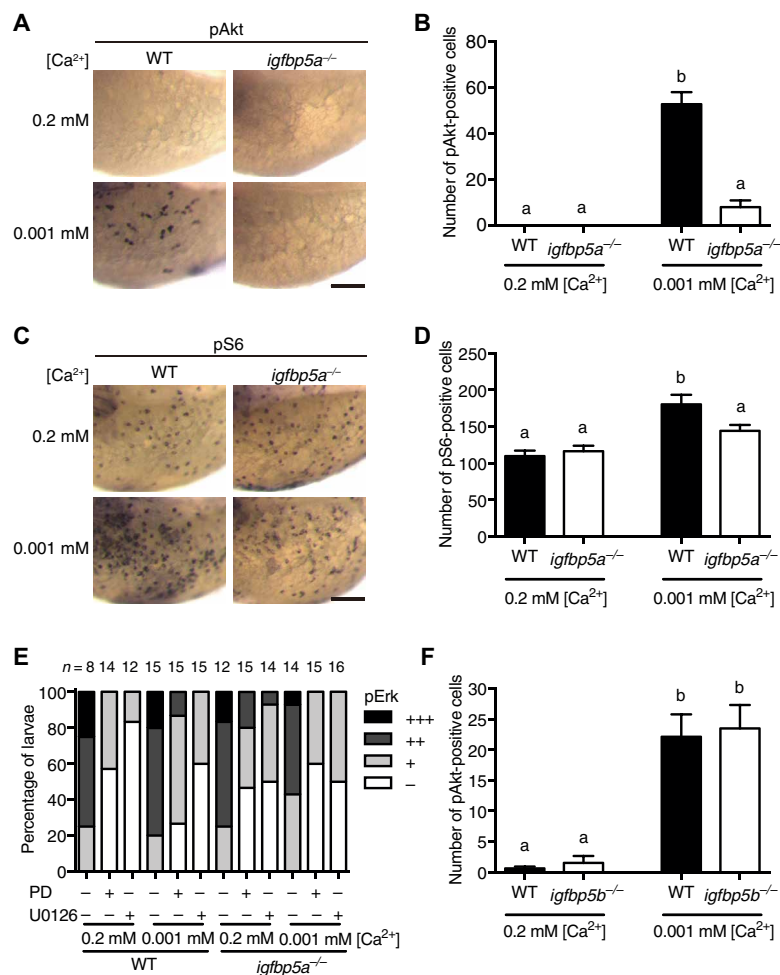 A
pAkt
[Ca²⁺]
WT
igfbp5a⁻/⁻
0.2 mM
0.001 mM
B
Number of pAkt-positive cells
80
60
40
20
0
a
a
b
a
WT
igfbp5a⁻/⁻
WT
igfbp5a⁻/⁻
0.2 mM [Ca²⁺]
0.001 mM [Ca²⁺]
C
pS6
[Ca²⁺]
WT
igfbp5a⁻/⁻
0.2 mM
0.001 mM
D
Number of pS6-positive cells
250
200
150
100
50
0
a
a
b
a
WT
igfbp5a⁻/⁻
WT
igfbp5a⁻/⁻
0.2 mM [Ca²⁺]
0.001 mM [Ca²⁺]
E
n = 8 14 12 15 15 15 12 15 14 14 15 16
Percentage of larvae
100
80
60
40
20
0
pErk
+++
++
+
–
PD – + – – + – – + – – + –
U0126 – – + – – + – – + – – +
0.2 mM 0.001 mM 0.2 mM 0.001 mM [Ca²⁺]
WT igfbp5a⁻/⁻
F
Number of pAkt-positive cells
30
25
20
15
10
5
0
a
a
b
b
WT
igfbp5b⁻/⁻
WT
igfbp5b⁻/⁻
0.2 mM [Ca²⁺]
0.001 mM [Ca²⁺]